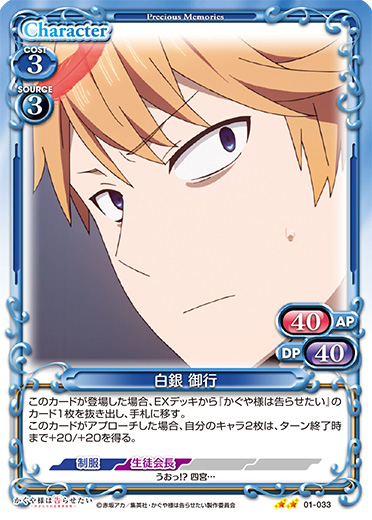 Precious Memories
Character
COST
3
SOURCE
3
40 AP
DP 40
白銀 御行
このカードが登場した場合、EXデッキから『かぐや様は告らせたい』の
カード1枚を抜き出し、手札に移す。
このカードがアプローチした場合、自分のキャラ2枚は、ターン終了時
まで+20/+20を得る。
制服 生徒会長
うおっ!? 四宮…
かぐや様は告らせたい
©赤坂アカ/集英社・かぐや様は告らせたい製作委員会
01-033